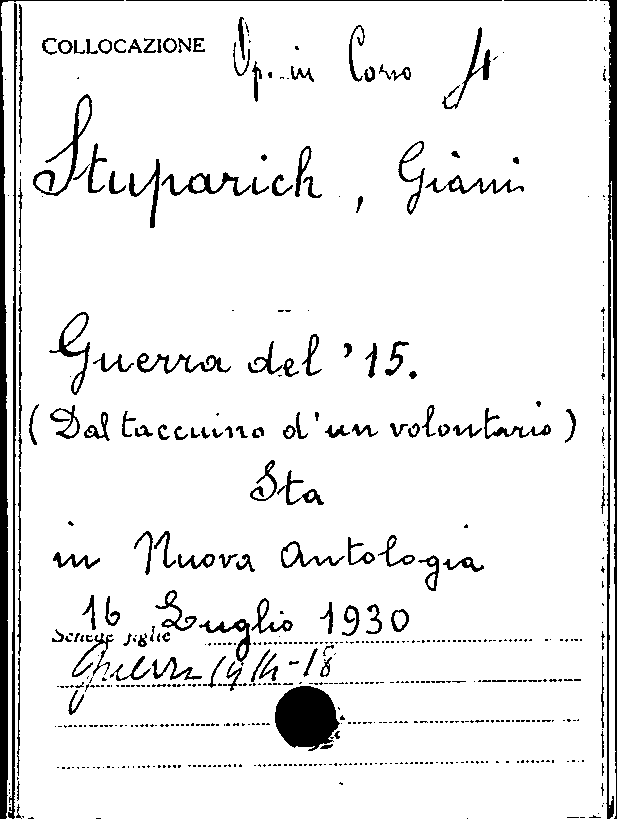 COLLOCAZIONE Op. in Corso
Stuparich, Giani
Guerra del '15.
(Dal taccuino d'un volontario)
Sta
in Nuova Antologia
16 Luglio 1930
Schede figlie
Guerra 1914-18